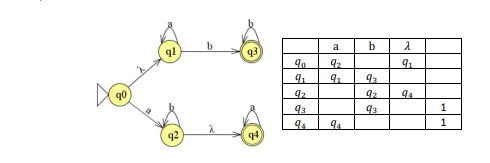 a
b
q1
b
q3
λ
q0
a
b
a
q2
λ
q4
a b λ
q₀ q₂ q₁
q₁ q₁ q₃
q₂ q₂ q₄
q₃ q₃ 1
q₄ q₄ 1